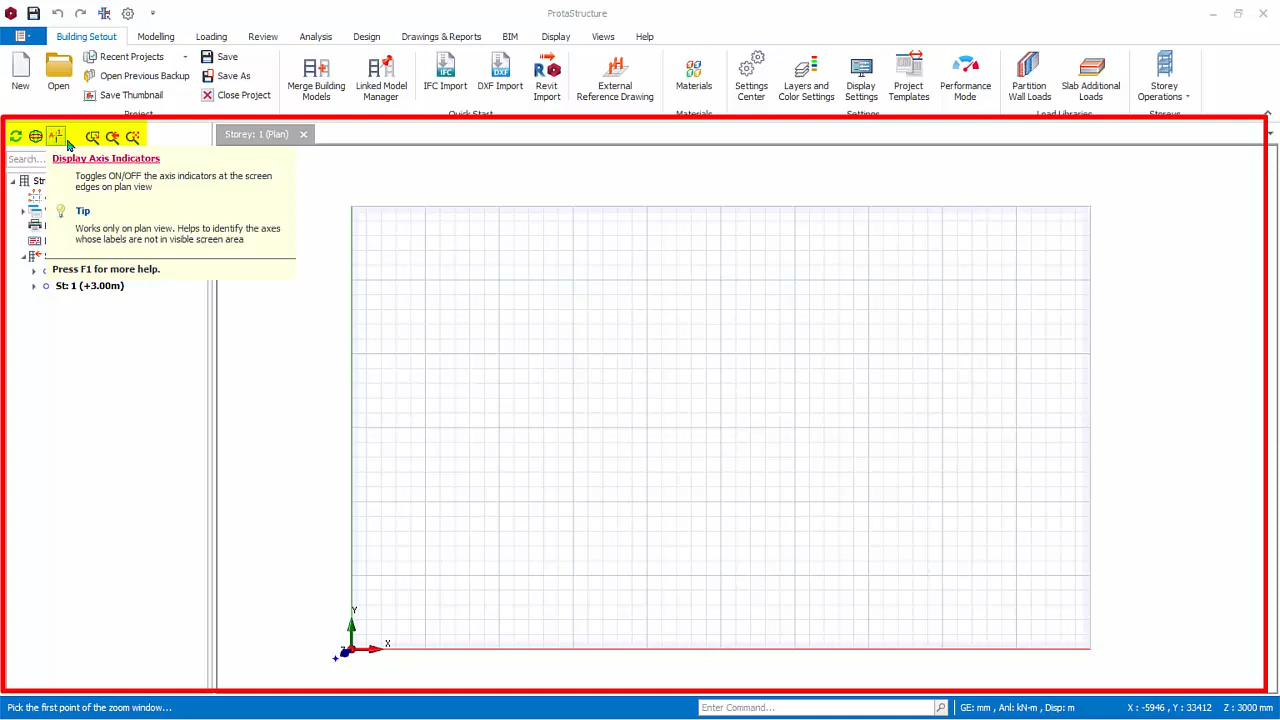 ProtaStructure
Building Setout
Modelling
Loading
Review
Analysis
Design
Drawings & Reports
BIM
Display
Views
Help
New
Open
Recent Projects
Open Previous Backup
Save Thumbnail
Save
Save As
Close Project
Project
Merge Building
Models
Linked Model
Manager
IFC
IFC Import
DXF
DXF Import
Revit
Import
External
Reference Drawing
Quick Start
Materials
Materials
Settings
Center
Layers and
Color Settings
Display
Settings
Project
Templates
Performance
Mode
Settings
Partition
Wall Loads
Slab Additional
Loads
Load Libraries
Storey
Operations
Storeys
Storey: 1 (Plan)
Search...
Display Axis Indicators
Toggles ON/OFF the axis indicators at the screen
edges on plan view
Tip
Works only on plan view. Helps to identify the axes
whose labels are not in visible screen area
Press F1 for more help.
Str
St: 1 (+3.00m)
Y
X
Pick the first point of the zoom window...
Enter Command...
GE: mm , Anl: kN-m , Disp: m
X : -5946 , Y : 33412
Z : 3000 mm